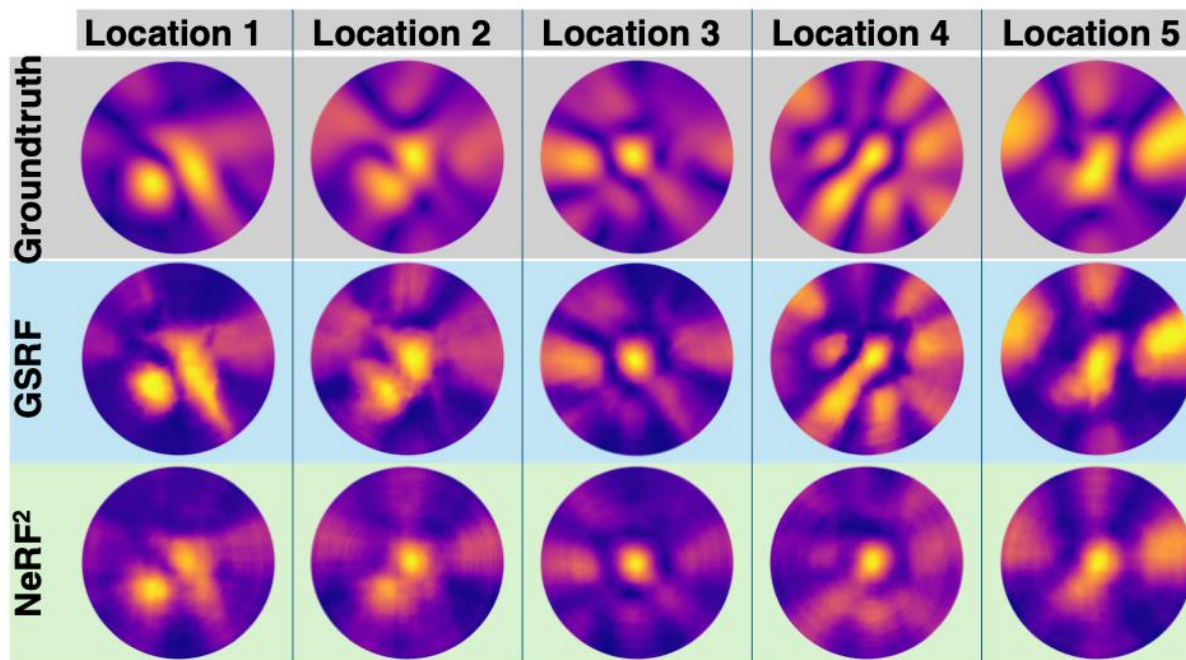 Location 1
Location 2
Location 3
Location 4
Location 5
Groundtruth
GSRF
NeRF²